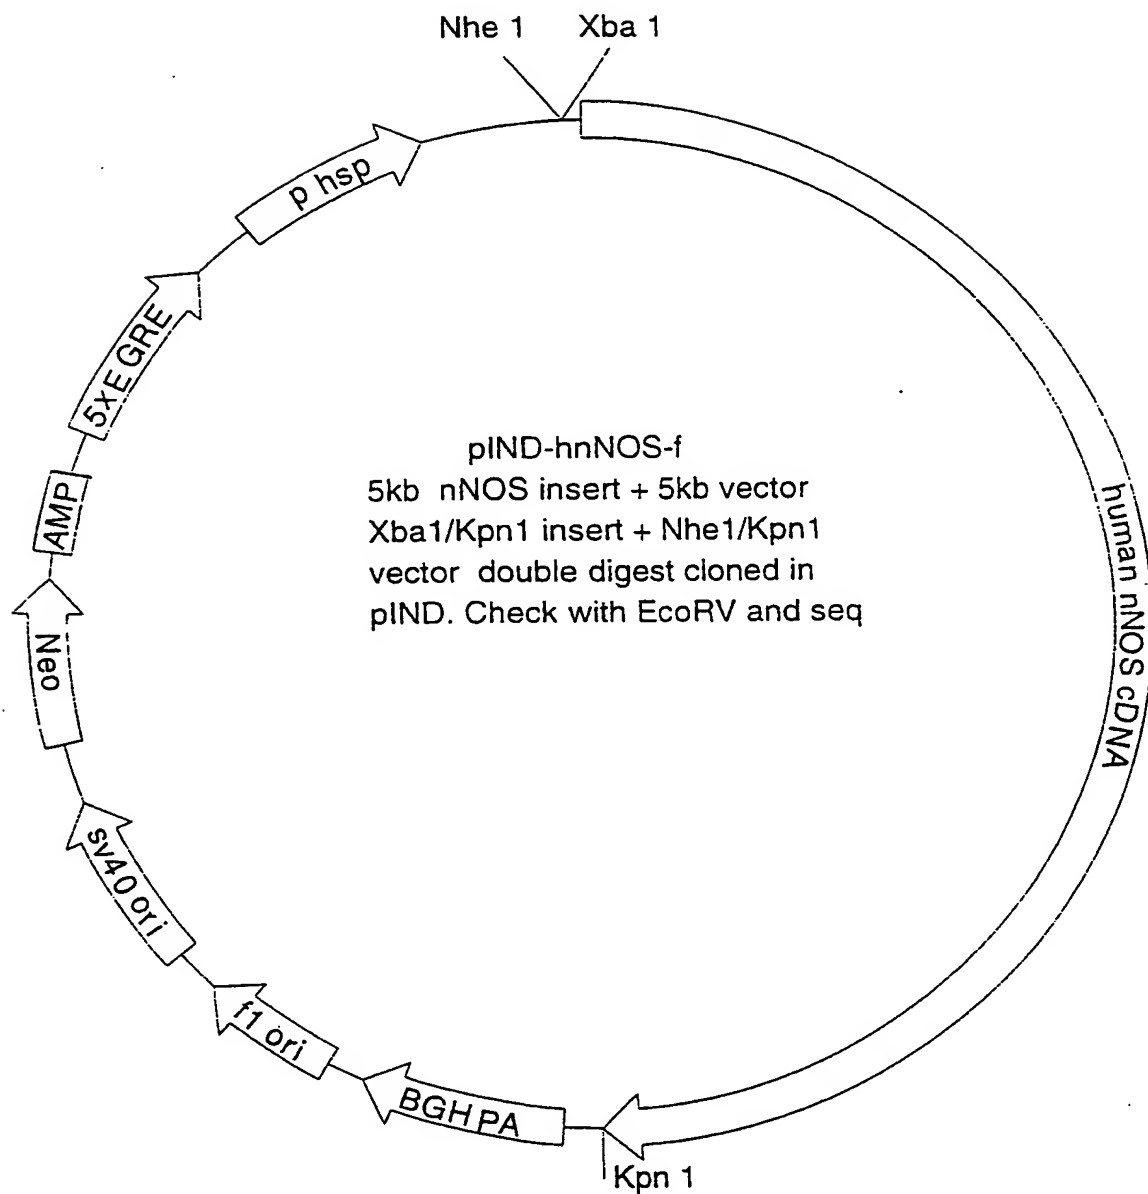 Nhe 1 Xba 1
p hsp
5xE GRE
AMP
Neo
sv40 ori
f1 ori
BGH PA
Kpn 1
human nNOS cDNA
pIND-hnNOS-f
5kb nNOS insert + 5kb vector
Xba1/Kpn1 insert + Nhe1/Kpn1
vector double digest cloned in
pIND. Check with EcoRV and seq